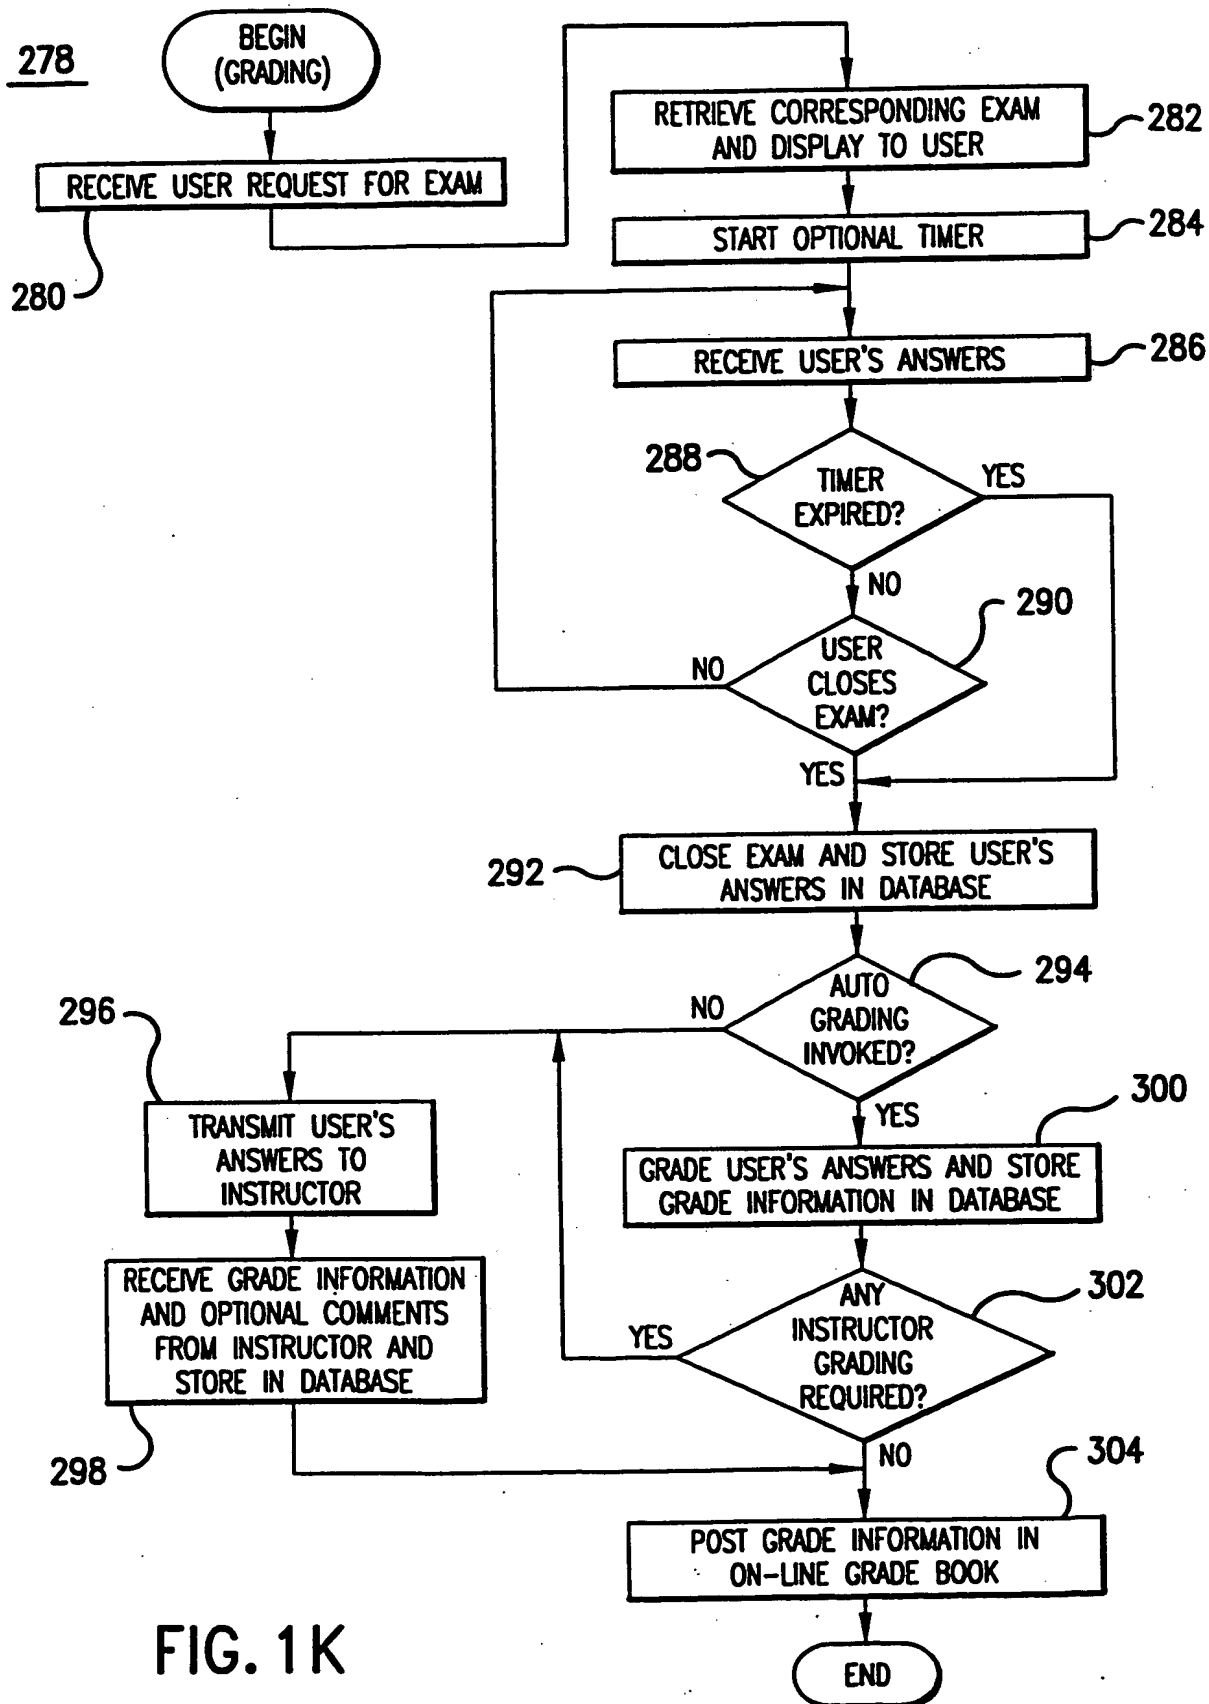 278
BEGIN
(GRADING)
RECEIVE USER REQUEST FOR EXAM
280
RETRIEVE CORRESPONDING EXAM
AND DISPLAY TO USER
282
START OPTIONAL TIMER
284
RECEIVE USER'S ANSWERS
286
288
TIMER
EXPIRED?
YES
NO
290
USER
CLOSES
EXAM?
NO
YES
292
CLOSE EXAM AND STORE USER'S
ANSWERS IN DATABASE
294
AUTO
GRADING
INVOKED?
NO
YES
296
TRANSMIT USER'S
ANSWERS TO
INSTRUCTOR
300
GRADE USER'S ANSWERS AND STORE
GRADE INFORMATION IN DATABASE
RECEIVE GRADE INFORMATION
AND OPTIONAL COMMENTS
FROM INSTRUCTOR AND
STORE IN DATABASE
298
302
ANY
INSTRUCTOR
GRADING
REQUIRED?
YES
NO
304
POST GRADE INFORMATION IN
ON-LINE GRADE BOOK
END
FIG. 1K